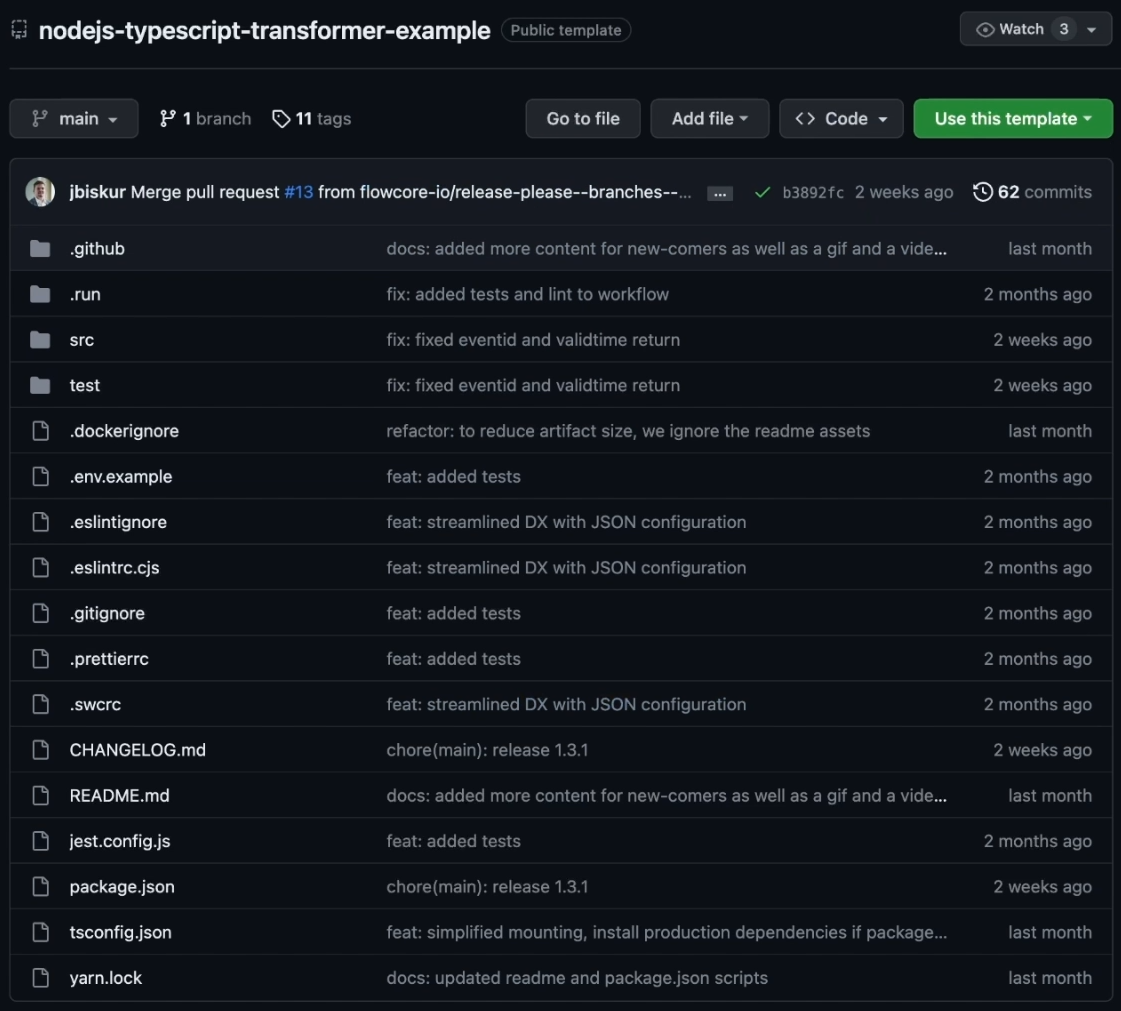 nodejs-typescript-transformer-example Public template Watch 3
main 1 branch 11 tags Go to file Add file <> Code Use this template
jbiskur Merge pull request #13 from flowcore-io/release-please--branches--... ... b3892fc 2 weeks ago 62 commits
.github docs: added more content for new-comers as well as a gif and a vide... last month
.run fix: added tests and lint to workflow 2 months ago
src fix: fixed eventid and validtime return 2 weeks ago
test fix: fixed eventid and validtime return 2 weeks ago
.dockerignore refactor: to reduce artifact size, we ignore the readme assets last month
.env.example feat: added tests 2 months ago
.eslintignore feat: streamlined DX with JSON configuration 2 months ago
.eslintrc.cjs feat: streamlined DX with JSON configuration 2 months ago
.gitignore feat: added tests 2 months ago
.prettierrc feat: added tests 2 months ago
.swcrc feat: streamlined DX with JSON configuration 2 months ago
CHANGELOG.md chore(main): release 1.3.1 2 weeks ago
README.md docs: added more content for new-comers as well as a gif and a vide... last month
jest.config.js feat: added tests 2 months ago
package.json chore(main): release 1.3.1 2 weeks ago
tsconfig.json feat: simplified mounting, install production dependencies if package... last month
yarn.lock docs: updated readme and package.json scripts last month